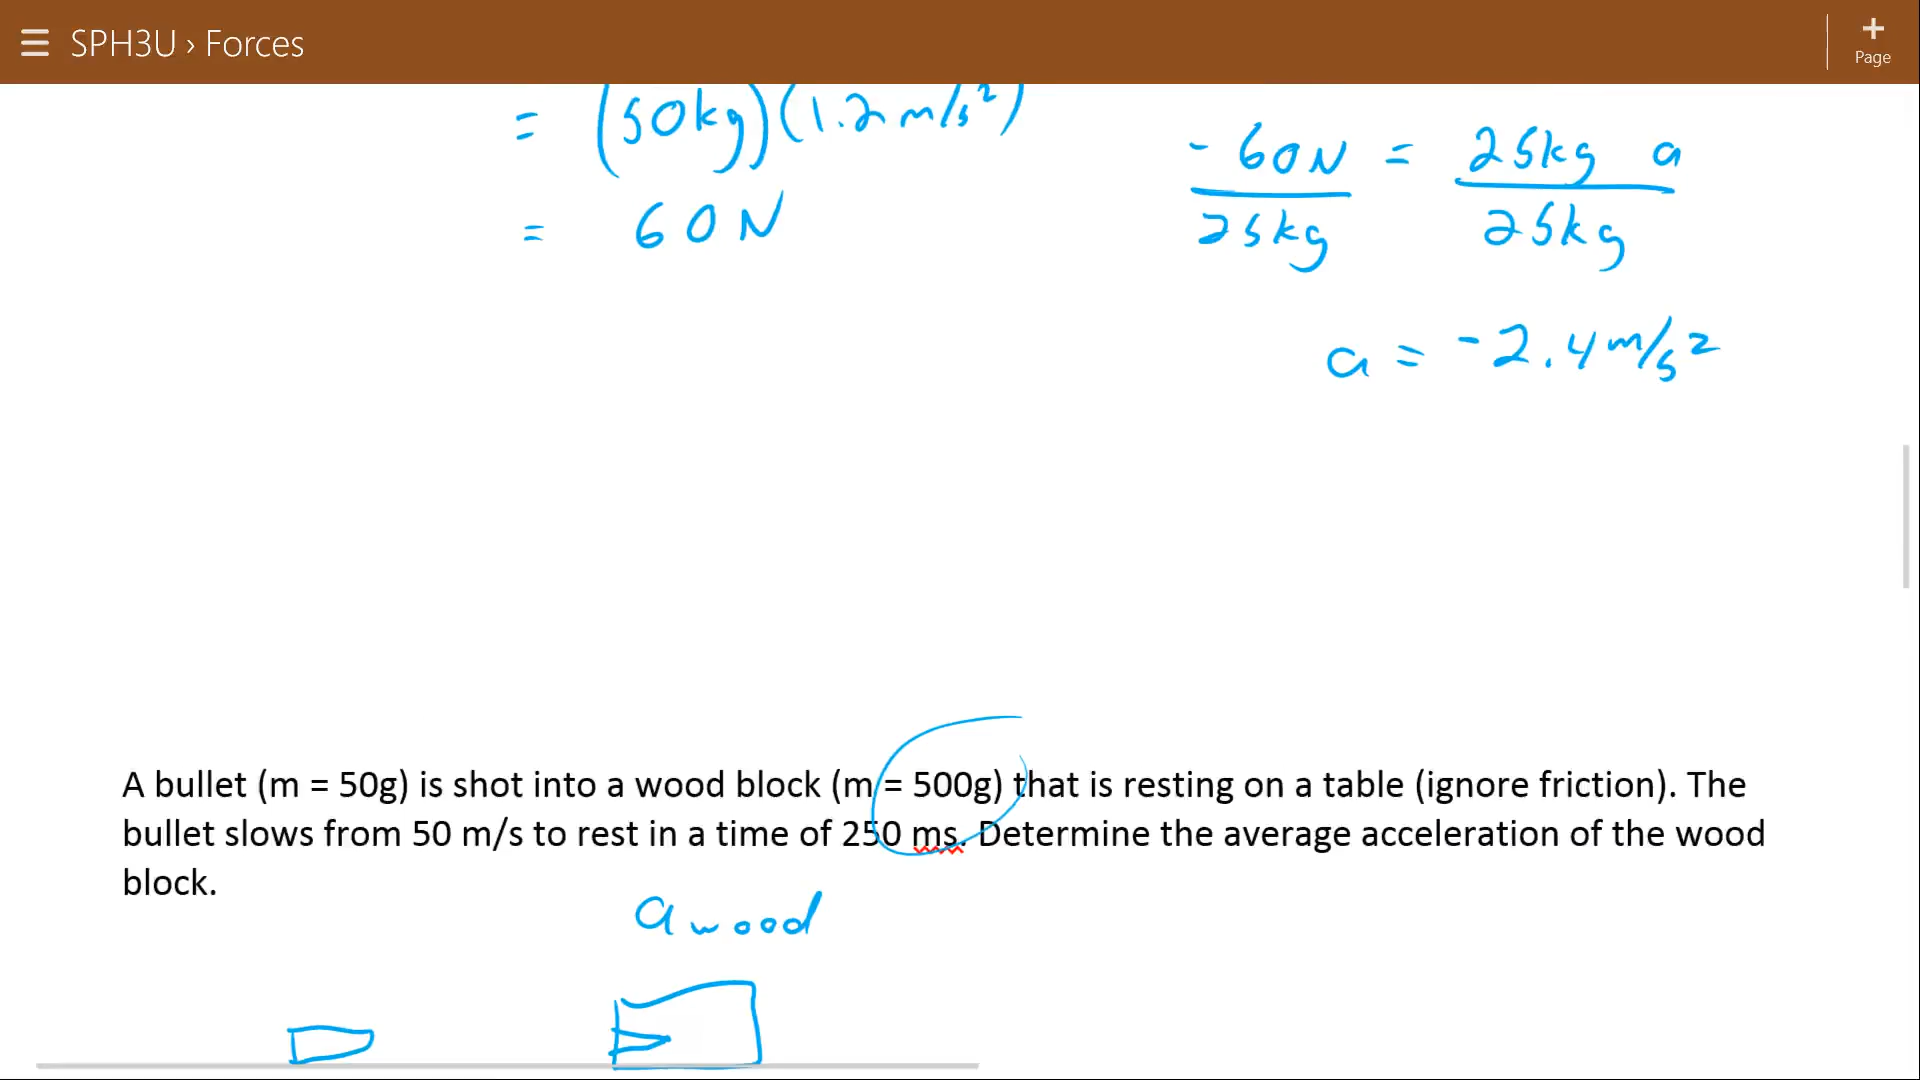 SPH3U › Forces
+
Page
= (50kg)(1.2 m/s²)
= 60N
-60N = 25kg a
25kg 25kg
a = -2.4 m/s²
A bullet (m = 50g) is shot into a wood block (m = 500g) that is resting on a table (ignore friction). The
bullet slows from 50 m/s to rest in a time of 250 ms. Determine the average acceleration of the wood
block.
a wood